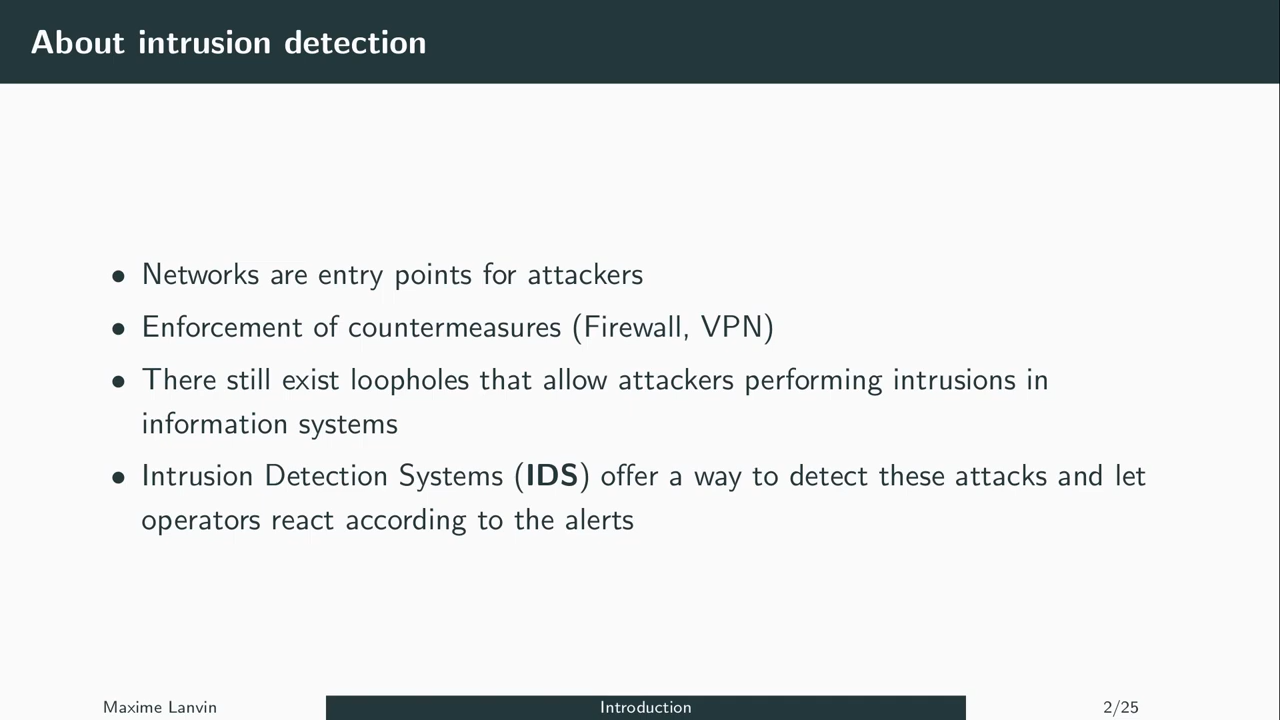 About intrusion detection
• Networks are entry points for attackers
• Enforcement of countermeasures (Firewall, VPN)
• There still exist loopholes that allow attackers performing intrusions in
information systems
• Intrusion Detection Systems (IDS) offer a way to detect these attacks and let
operators react according to the alerts
Maxime Lanvin
Introduction
2/25